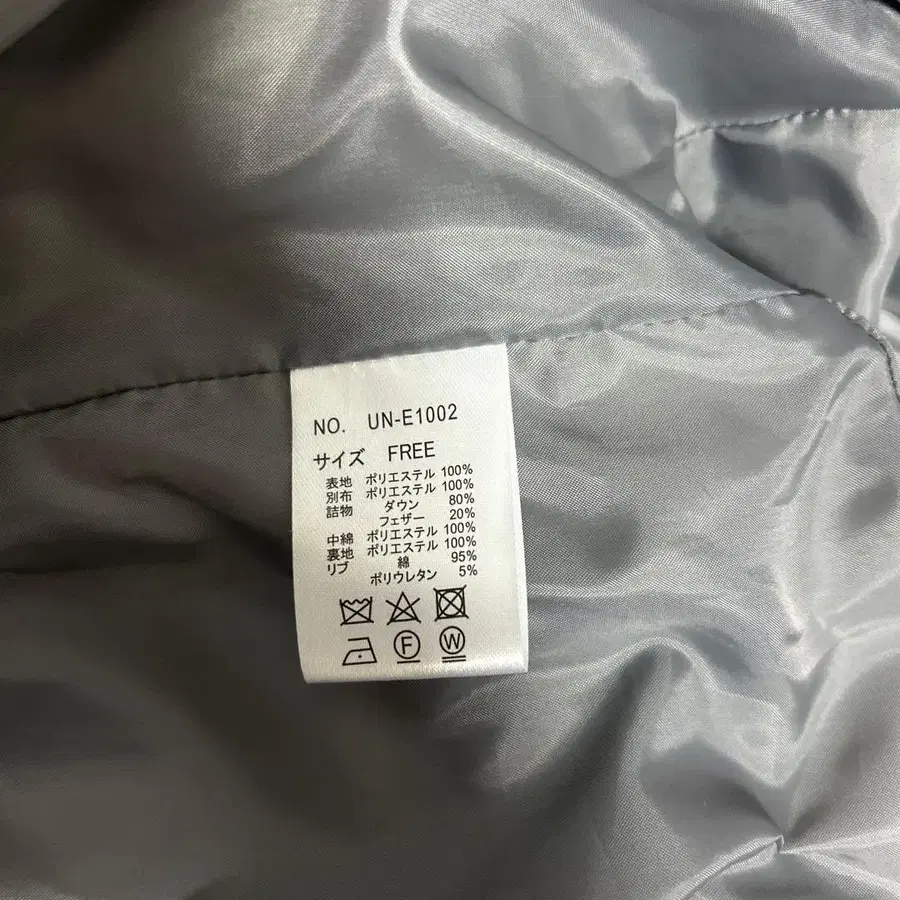 NO. UN-E1002
サイズ FREE
表地 ポリエステル 100%
別布 ポリエステル 100%
詰物 ダウン 80%
フェザー 20%
中綿 ポリエステル 100%
裏地 ポリエステル 100%
リブ 綿 95%
ポリウレタン 5%
F W